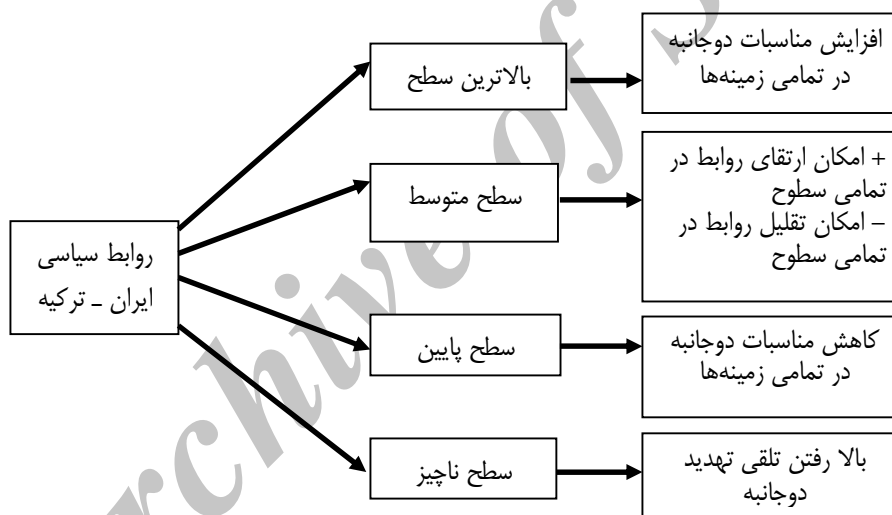 روابط سیاسی
ایران ـ ترکیه
بالاترین سطح
افزایش مناسبات دوجانبه
در تمامی زمینه‌ها
سطح متوسط
+ امکان ارتقای روابط در
تمامی سطوح
– امکان تقلیل روابط در
تمامی سطوح
سطح پایین
کاهش مناسبات دوجانبه
در تمامی زمینه‌ها
سطح ناچیز
بالا رفتن تلقی تهدید
دوجانبه
rchive of S